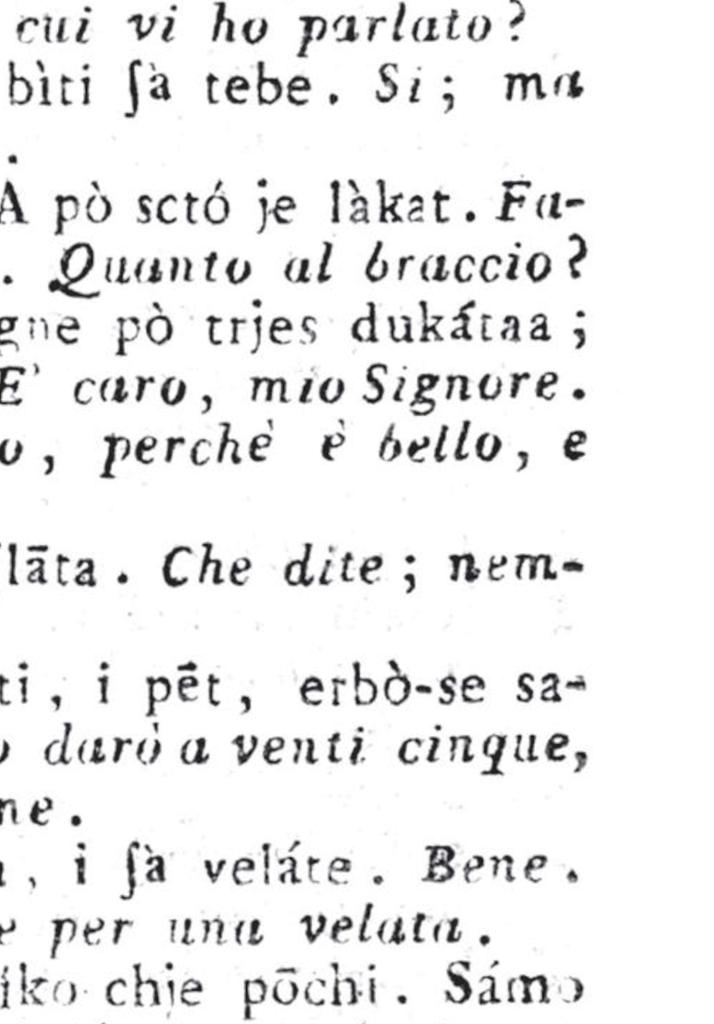 cui vi ho parlato?
bìti ſà tebe. Si; ma
.
A pò sctó je làkat. Fa-
. Quanto al braccio?
gne pò trjes dukátaa;
E' caro, mio Signore.
o, perchè è bello, e
lāta. Che dite; nem-
ti, i pēt, erbò-se sa-
o darò a venti cinque,
ne.
, i ſà veláte. Bene.
e per una velata.
íko chje pōchi. Sámo